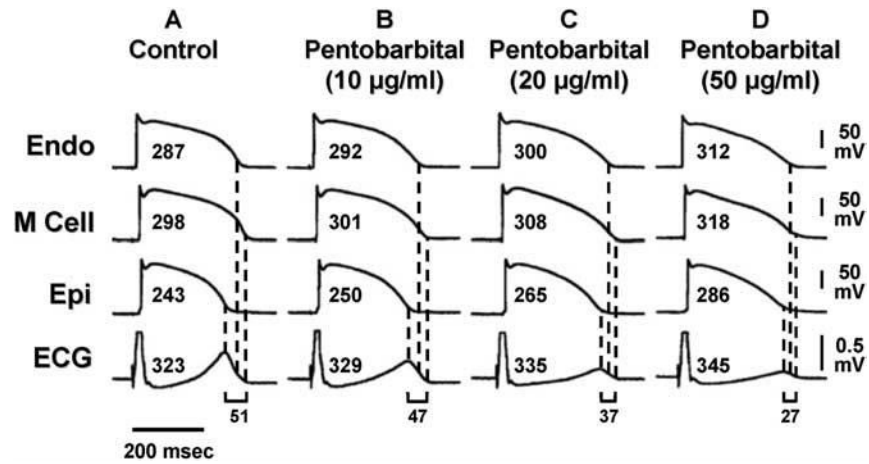 A B C D
Control Pentobarbital Pentobarbital Pentobarbital
(10 µg/ml) (20 µg/ml) (50 µg/ml)
Endo 287 292 300 312 50 mV
M Cell 298 301 308 318 50 mV
Epi 243 250 265 286 50 mV
ECG 323 329 335 345 0.5 mV
51 47 37 27
200 msec